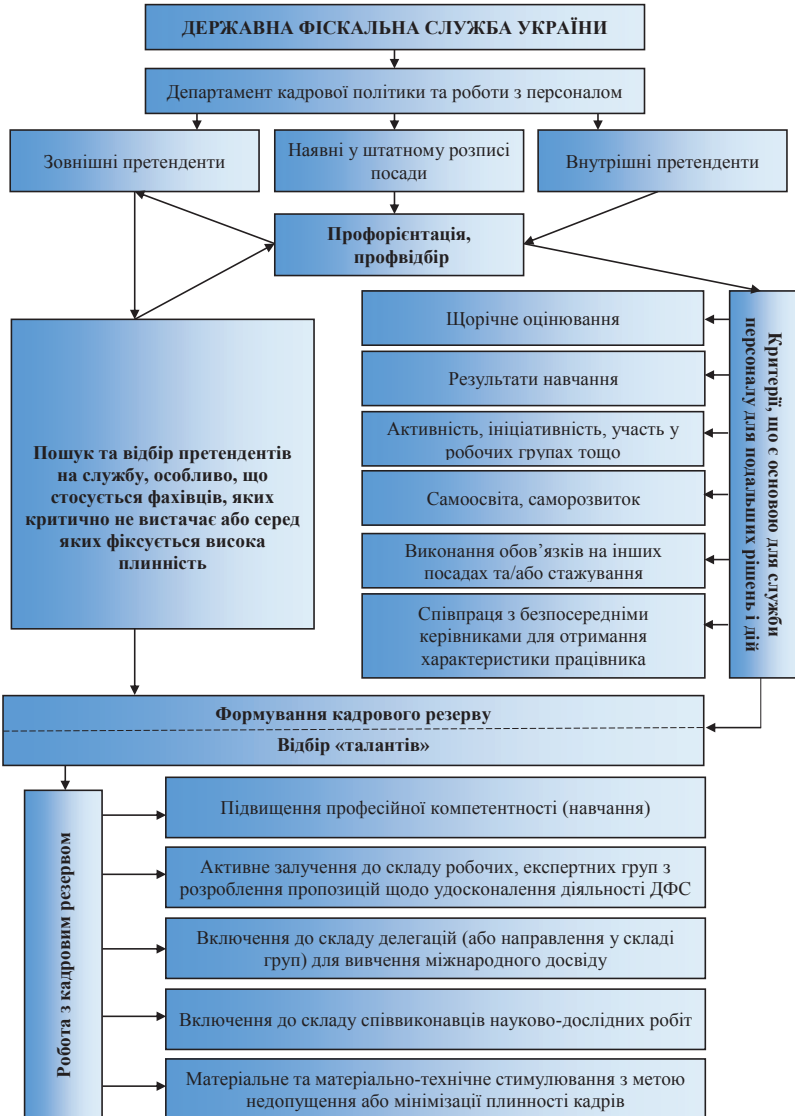 ДЕРЖАВНА ФІСКАЛЬНА СЛУЖБА УКРАЇНИ
Департамент кадрової політики та роботи з персоналом
Зовнішні претенденти
Наявні у штатному розписі
посади
Внутрішні претенденти
Профорієнтація,
профвідбір
Пошук та відбір претендентів
на службу, особливо, що
стосується фахівців, яких
критично не вистачає або серед
яких фіксується висока
плинність
Щорічне оцінювання
Результати навчання
Активність, ініціативність, участь у
робочих групах тощо
Самоосвіта, саморозвиток
Виконання обов’язків на інших
посадах та/або стажування
Співпраця з безпосередніми
керівниками для отримання
характеристики працівника
Критерії, що є основою для служби
персоналу для подальших рішень і дій
Формування кадрового резерву
Відбір «талантів»
Робота з кадровим резервом
Підвищення професійної компетентності (навчання)
Активне залучення до складу робочих, експертних груп з
розроблення пропозицій щодо удосконалення діяльності ДФС
Включення до складу делегацій (або направлення у складі
груп) для вивчення міжнародного досвіду
Включення до складу співвиконавців науково-дослідних робіт
Матеріальне та матеріально-технічне стимулювання з метою
недопущення або мінімізації плинності кадрів